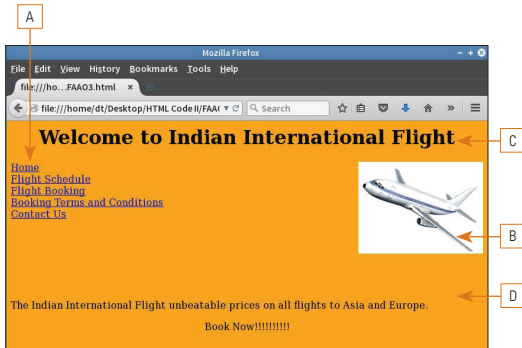 A
Mozilla Firefox
File Edit View History Bookmarks Tools Help
file:///ho...FAAO3.html ×
file:///home/dt/Desktop/HTML Code II/FAA Search
Welcome to Indian International Flight
C
Home
Flight Schedule
Flight Booking
Booking Terms and Conditions
Contact Us
B
D
The Indian International Flight unbeatable prices on all flights to Asia and Europe.
Book Now!!!!!!!!!!